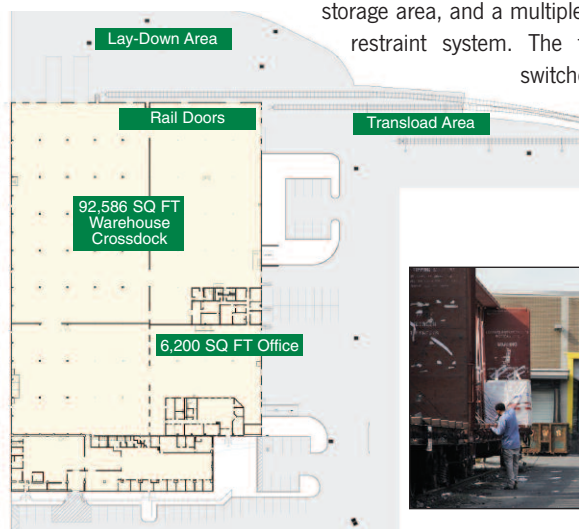 storage area, and a multiple
restraint system. The
switche
Lay-Down Area
Rail Doors
Transload Area
92,586 SQ FT
Warehouse
Crossdock
6,200 SQ FT Office